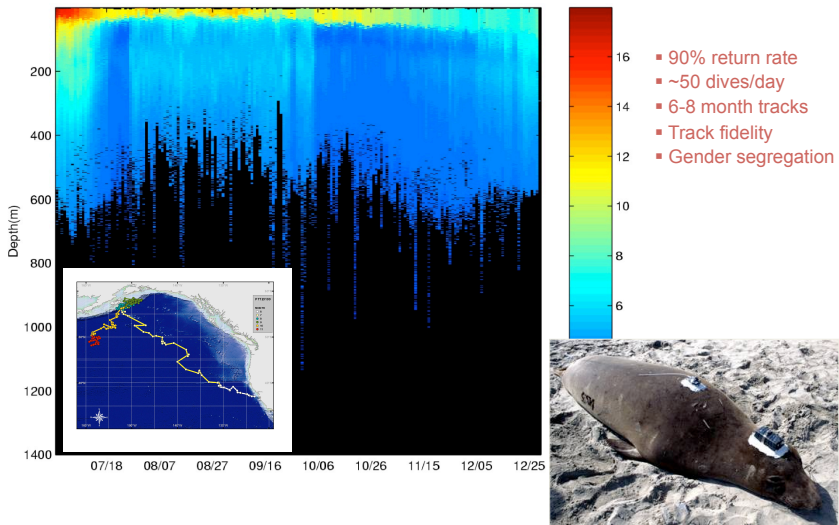 200
400
600
800
1000
1200
1400
Depth(m)
07/18 08/07 08/27 09/16 10/06 10/26 11/15 12/05 12/25
16
14
12
10
8
6
▪ 90% return rate
▪ ~50 dives/day
▪ 6-8 month tracks
▪ Track fidelity
▪ Gender segregation